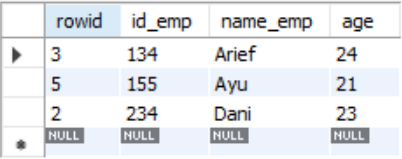 rowid id_emp name_emp age
3 134 Arief 24
5 155 Ayu 21
2 234 Dani 23
NULL NULL NULL NULL